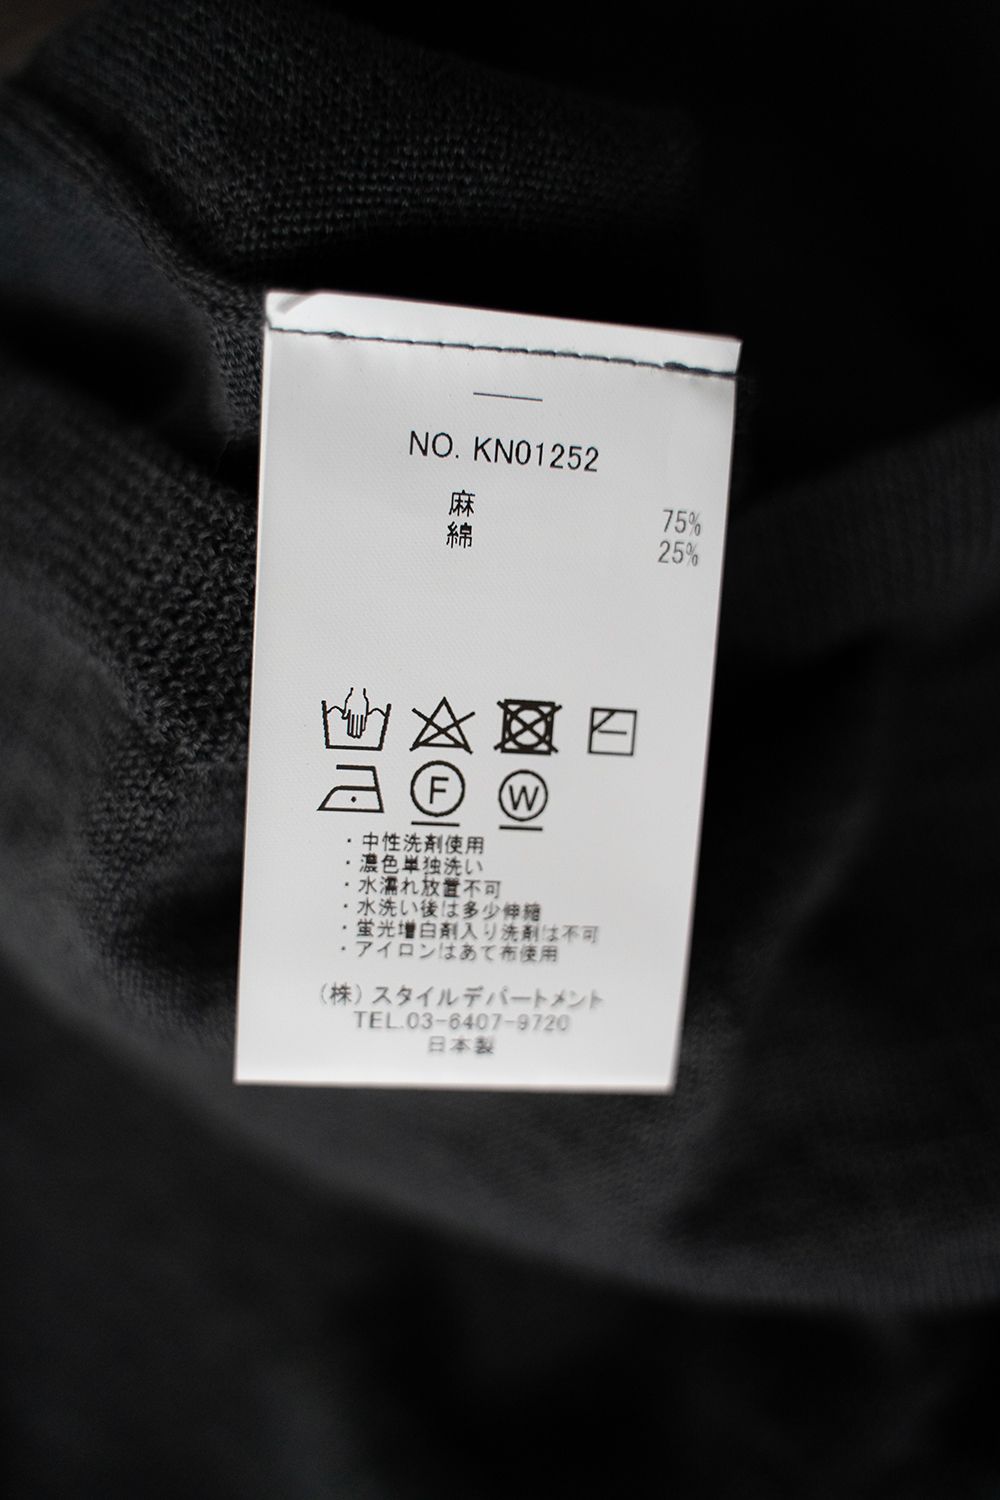 NO. KN01252
麻 75%
綿 25%
F W
・中性洗剤使用
・濃色単独洗い
・水濡れ放置不可
・水洗い後は多少伸縮
・蛍光増白剤入り洗剤は不可
・アイロンはあて布使用
（株）スタイルデパートメント
TEL.03-6407-9720
日本製